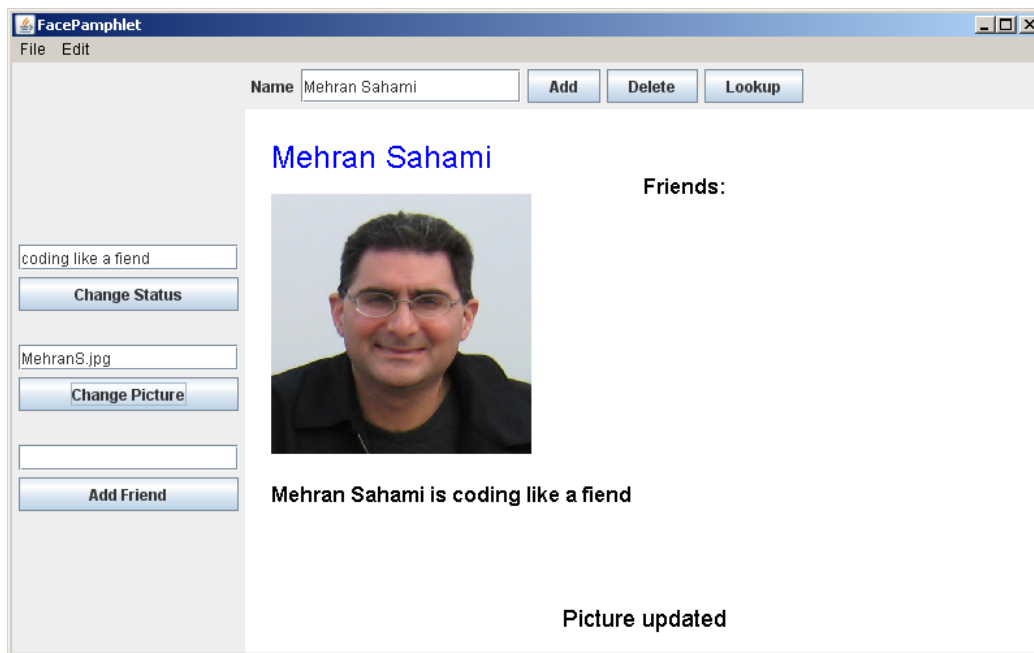 FacePamphlet
File Edit
Name Mehran Sahami Add Delete Lookup
Mehran Sahami
Friends:
coding like a fiend
Change Status
MehranS.jpg
Change Picture
Add Friend
Mehran Sahami is coding like a fiend
Picture updated